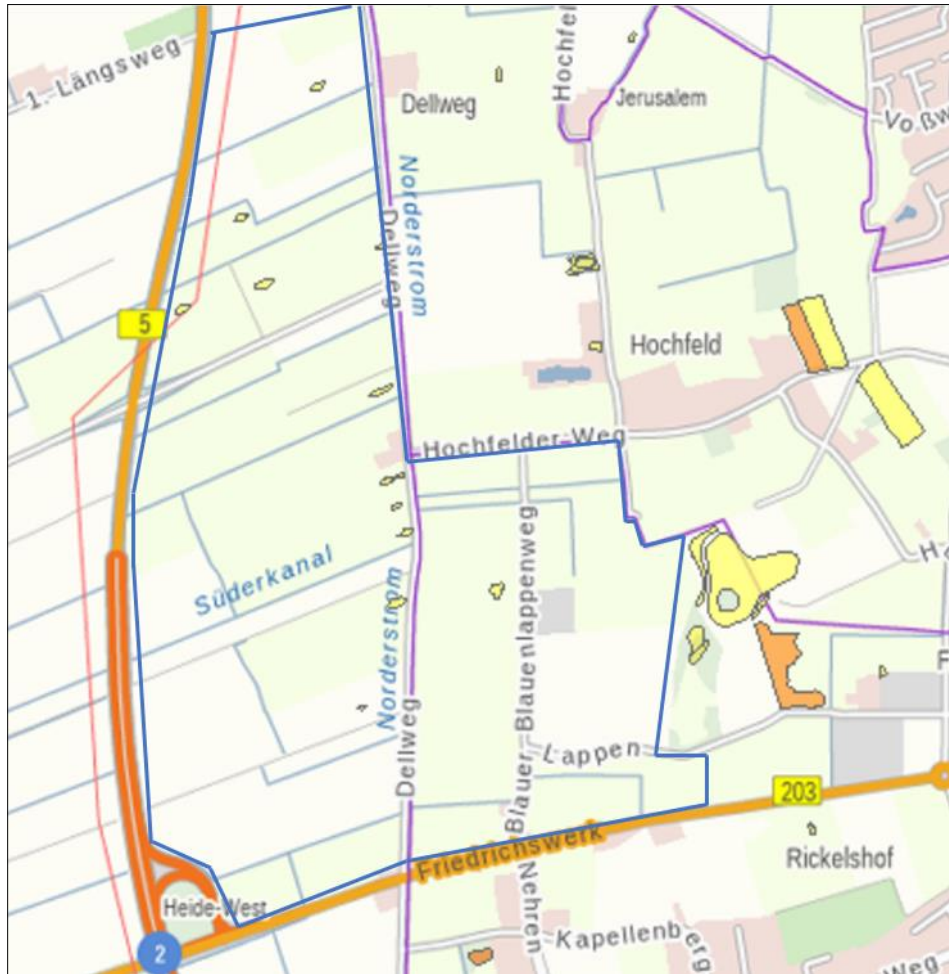 1. Längsweg
Hochfel
Dellweg
Jerusalem
Voßw
Norderstrom
Dellweg
5
Hochfeld
Hochfelder-Weg
Süderkanal
Norderstrom
Dellweg
Blauer-Blauenlappenweg
H
F
Lappen
203
Friedrichswerk
Rickelshof
Nehren
Heide-West
Kapellenberg
2
Weg